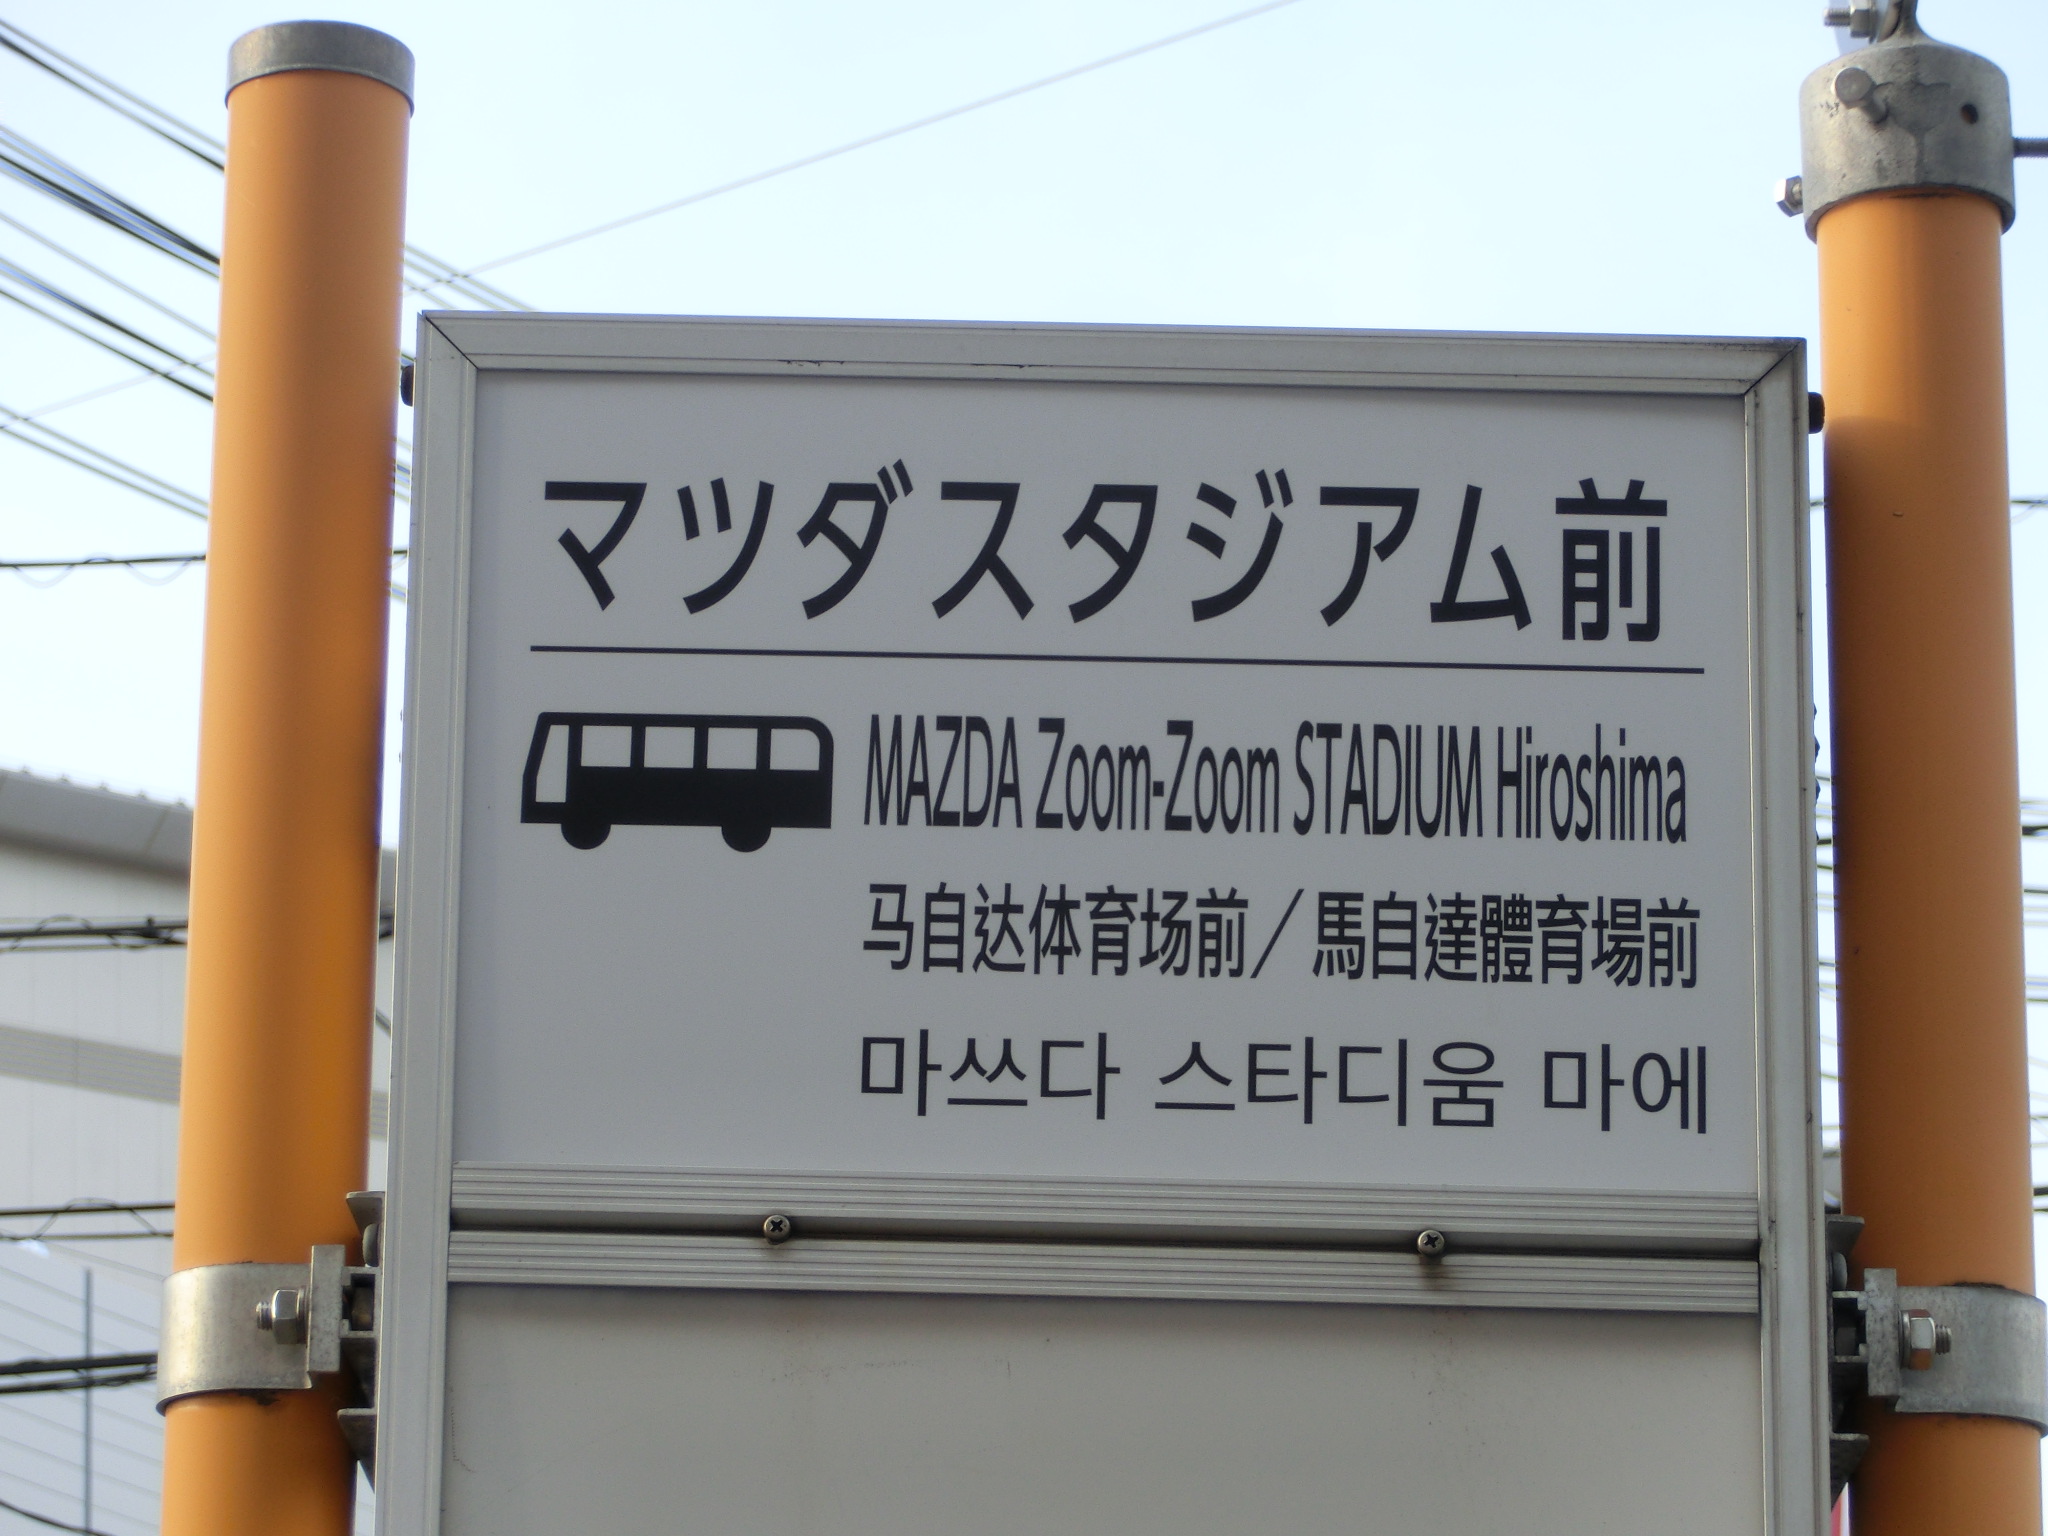 マツダスタジアム前
MAZDA Zoom-Zoom STADIUM Hiroshima
马自达体育场前／馬自達體育場前
마쓰다 스타디움 마에